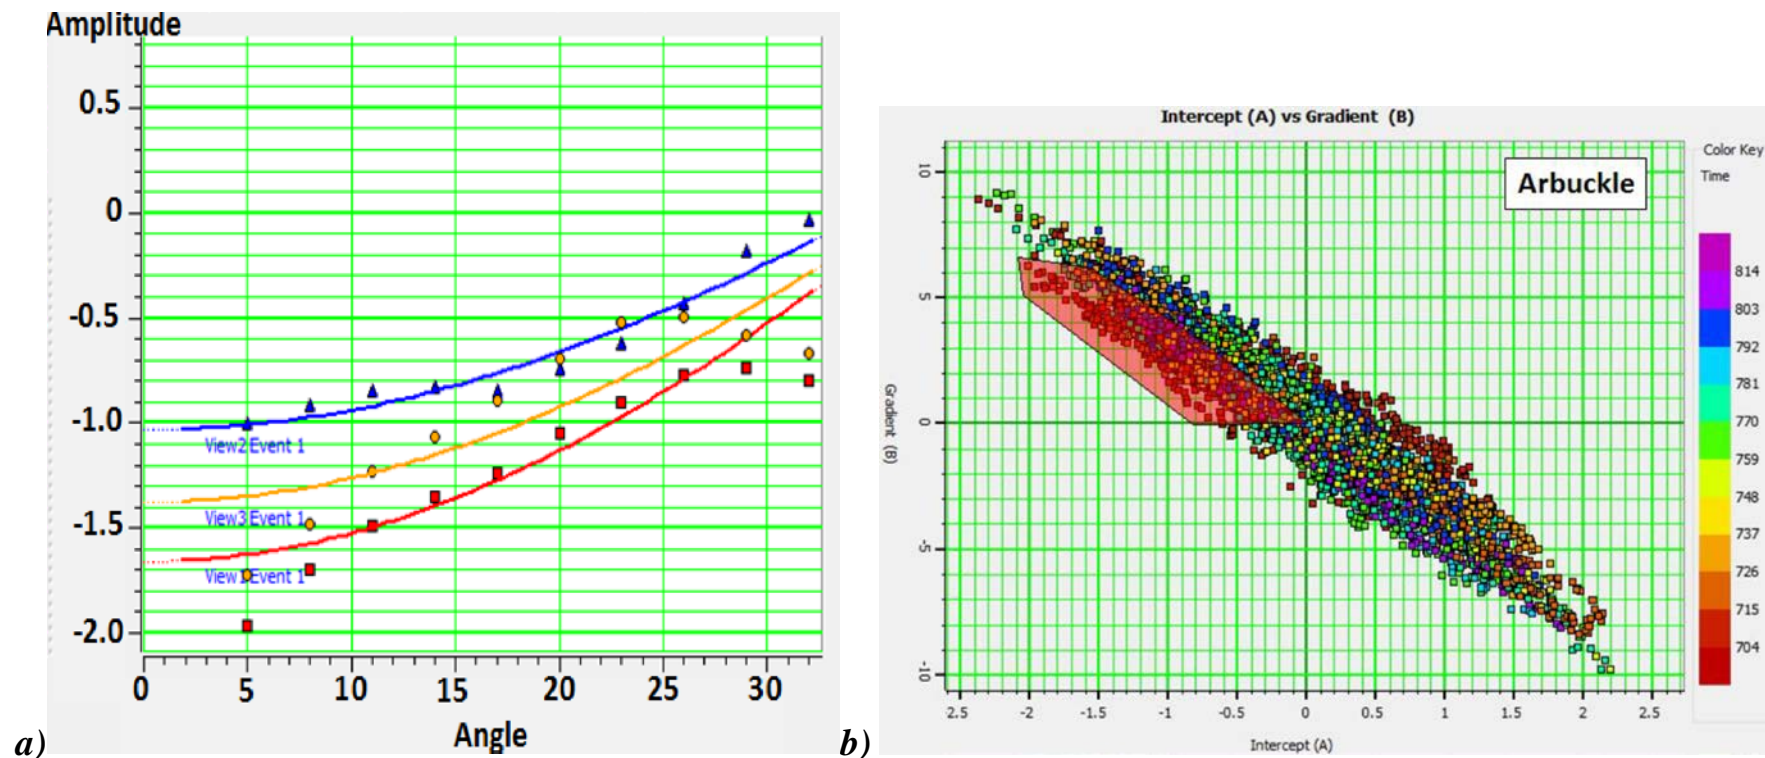 Amplitude
0.5
0
-0.5
-1.0
-1.5
-2.0
View2 Event 1
View3 Event 1
View1 Event 1
0 5 10 15 20 25 30
Angle
a)
Intercept (A) vs Gradient (B)
Arbuckle
10
5
0
-5
-10
Gradient (B)
2.5 -2 -1.5 -1 -0.5 0 0.5 1 1.5 2 2.5
Intercept (A)
b)
Color Key
Time
814
803
792
781
770
759
748
737
726
715
704